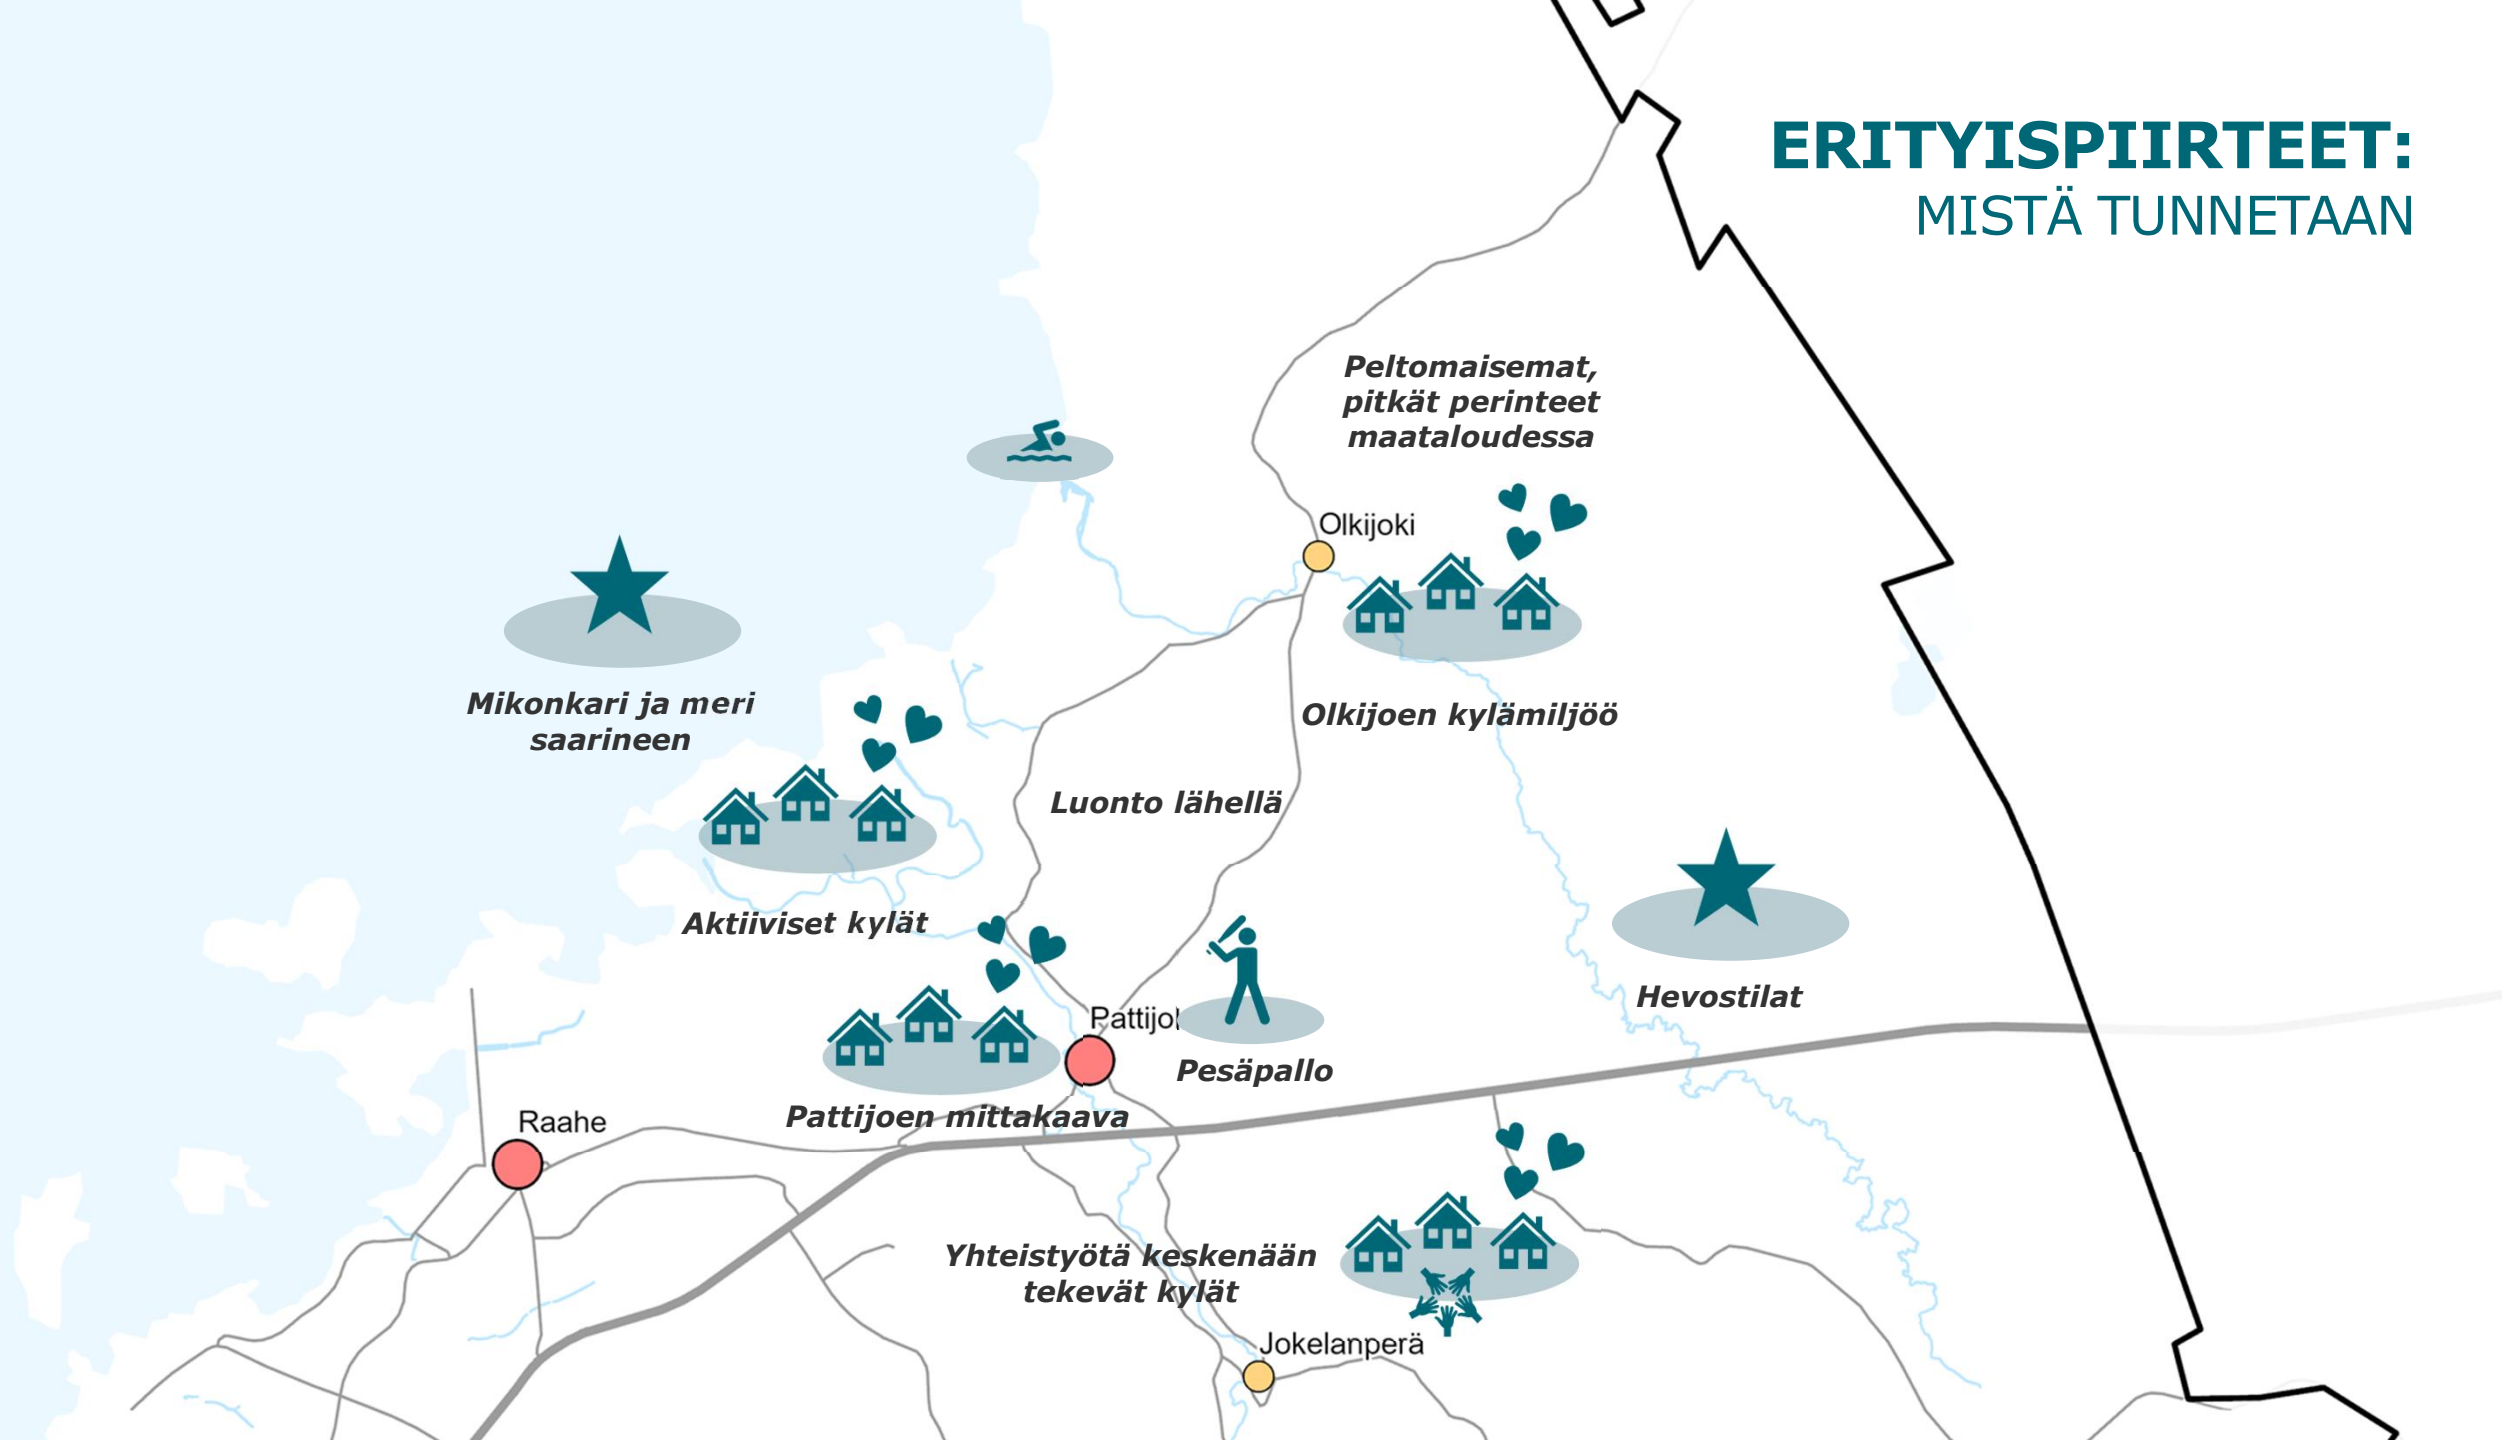 ERITYISPIIRTEET:
MISTÄ TUNNETAAN
Peltomaisemat,
pitkät perinteet
maataloudessa
Olkijoki
Mikonkari ja meri
saarineen
Olkijoen kylämiljöö
Luonto lähellä
Aktiiviset kylät
Hevostilat
Pesäpallo
Pattijoen mittakaava
Raahe
Yhteistyötä keskenään
tekevät kylät
Jokelanperä